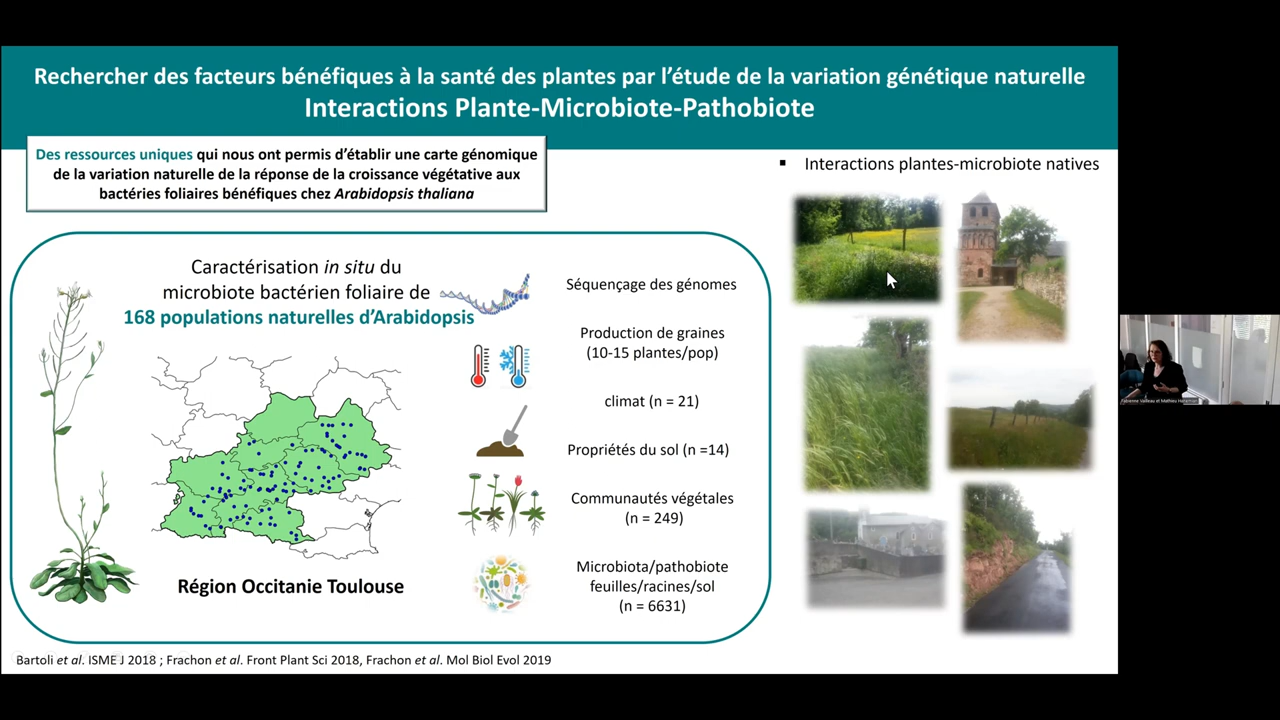 Rechercher des facteurs bénéfiques à la santé des plantes par l'étude de la variation génétique naturelle
Interactions Plante-Microbiote-Pathobiote
Des ressources uniques qui nous ont permis d'établir une carte génomique
de la variation naturelle de la réponse de la croissance végétative aux
bactéries foliaires bénéfiques chez Arabidopsis thaliana
▪ Interactions plantes-microbiote natives
Caractérisation in situ du
microbiote bactérien foliaire de
168 populations naturelles d'Arabidopsis
Région Occitanie Toulouse
Séquençage des génomes
Production de graines
(10-15 plantes/pop)
climat (n = 21)
Propriétés du sol (n =14)
Communautés végétales
(n = 249)
Microbiota/pathobiote
feuilles/racines/sol
(n = 6631)
Bartoli et al. ISME J 2018 ; Frachon et al. Front Plant Sci 2018, Frachon et al. Mol Biol Evol 2019